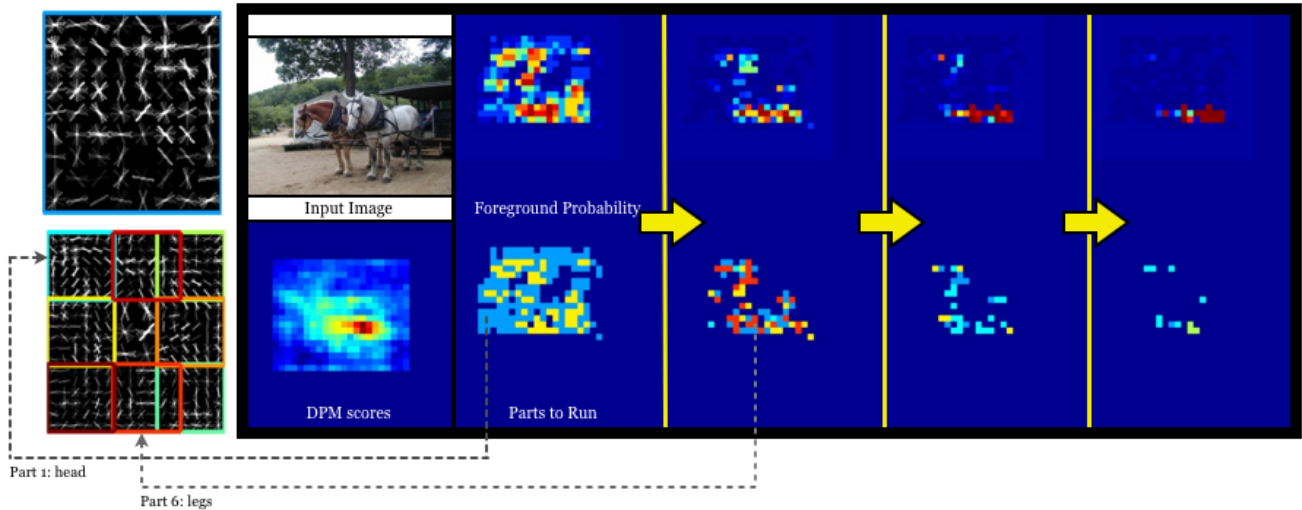 Input Image
Foreground Probability
DPM scores
Parts to Run
Part 1: head
Part 6: legs